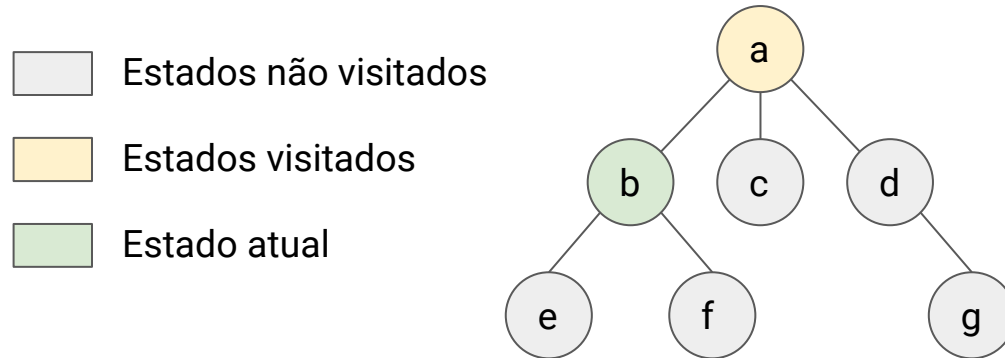 Estados não visitados
Estados visitados
Estado atual
a
b c d
e f g